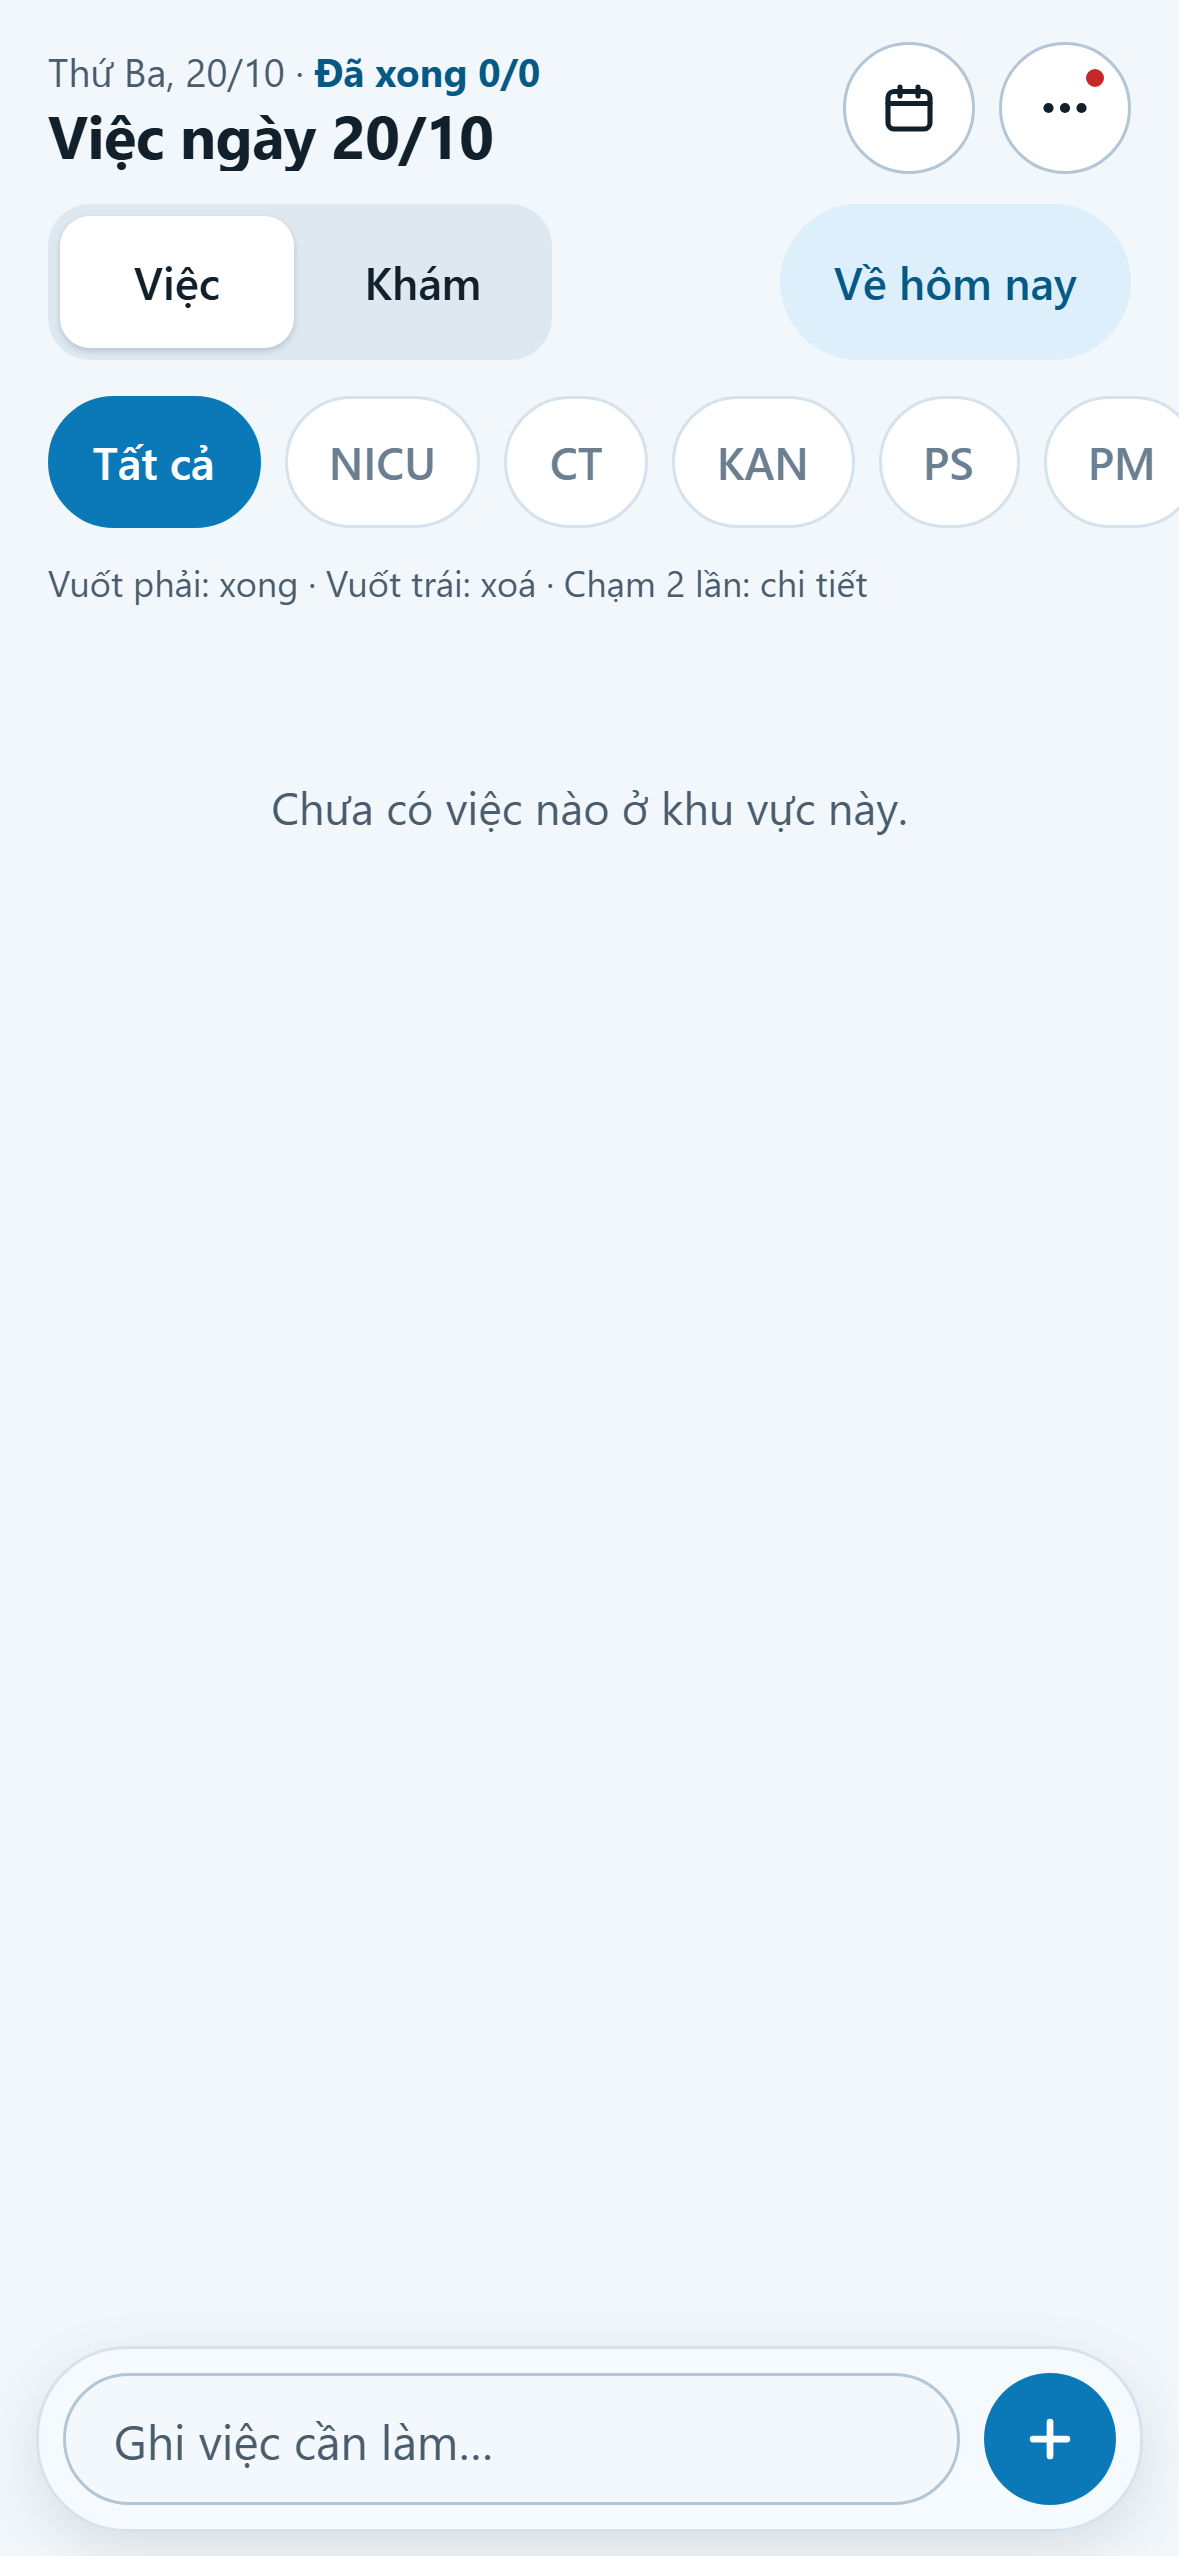 Thứ Ba, 20/10 · Đã xong 0/0
Việc ngày 20/10
Việc
Khám
Về hôm nay
Tất cả
NICU
CT
KAN
PS
PM
Vuốt phải: xong · Vuốt trái: xoá · Chạm 2 lần: chi tiết
Chưa có việc nào ở khu vực này.
Ghi việc cần làm...